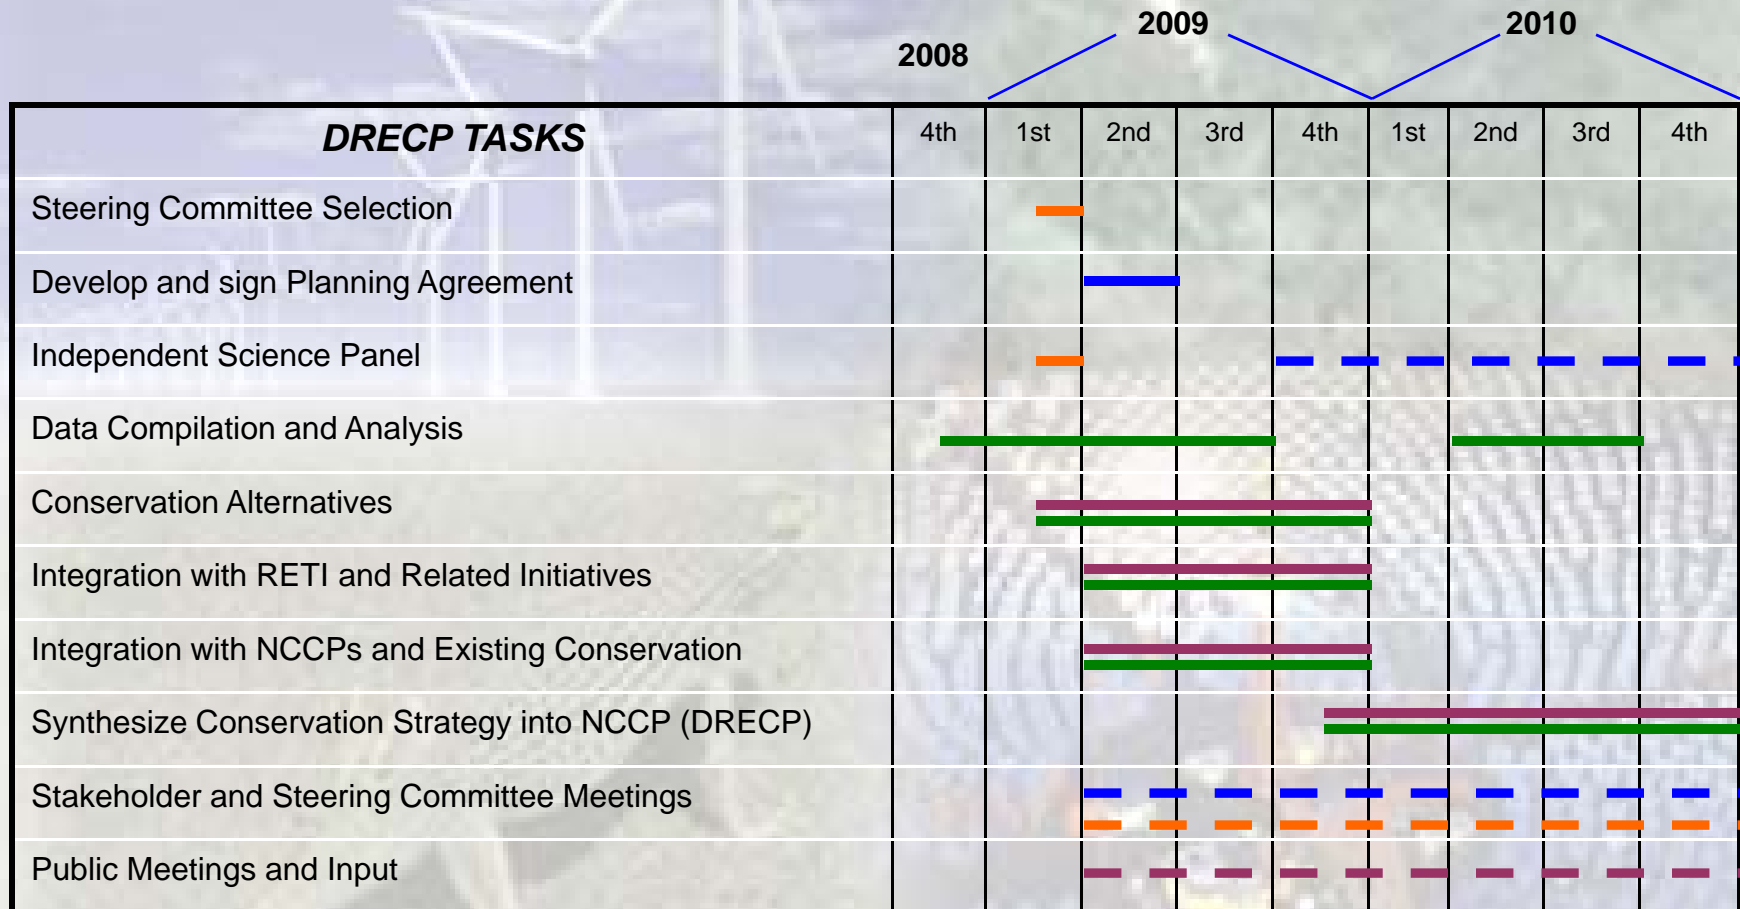 2009
2010
2008
DRECP TASKS 4th 1st 2nd 3rd 4th 1st 2nd 3rd 4th
Steering Committee Selection
Develop and sign Planning Agreement
Independent Science Panel
Data Compilation and Analysis
Conservation Alternatives
Integration with RETI and Related Initiatives
Integration with NCCPs and Existing Conservation
Synthesize Conservation Strategy into NCCP (DRECP)
Stakeholder and Steering Committee Meetings
Public Meetings and Input